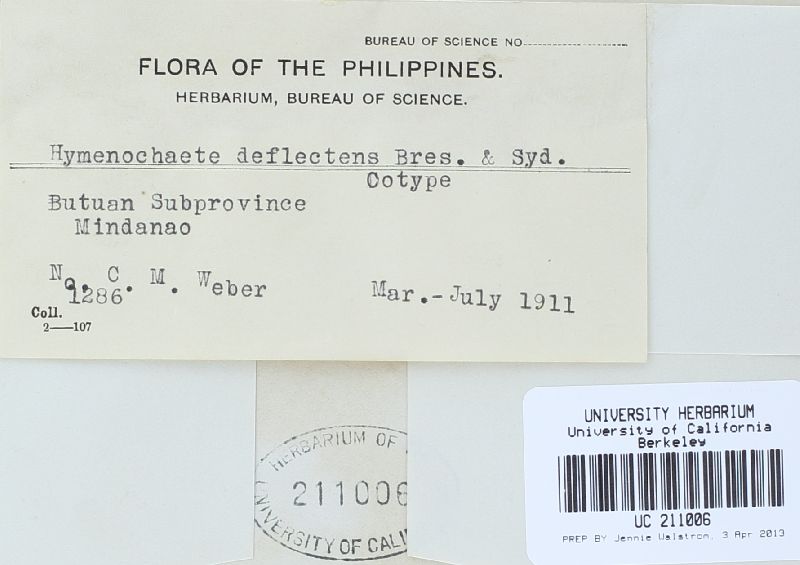 BUREAU OF SCIENCE NO.
FLORA OF THE PHILIPPINES.
HERBARIUM, BUREAU OF SCIENCE.
Hymenochaete deflectens Bres. & Syd.
Cotype
Butuan Subprovince
Mindanao
No. C. M. Weber
1286
Mar.-July 1911
Coll.
2—107
HERBARIUM OF
211006
UNIVERSITY OF CALI
UNIVERSITY HERBARIUM
University of California
Berkeley
UC 211006
PREP BY Jennie Walstrom, 3 Apr 2013